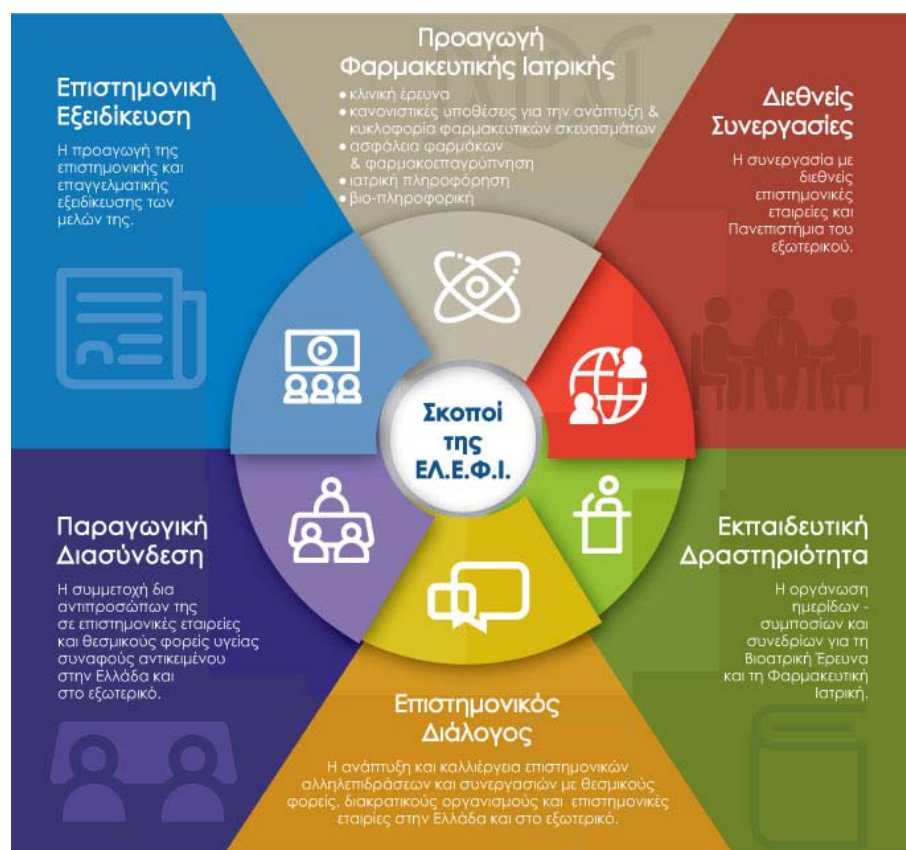 Προαγωγή
Φαρμακευτικής Ιατρικής
• κλινική έρευνα
• κανονιστικές υποθέσεις για την ανάπτυξη &
κυκλοφορία φαρμακευτικών σκευασμάτων
• ασφάλεια φαρμάκων
& φαρμακοεπαγρύπνηση
• ιατρική πληροφόρηση
• βιο-πληροφορική
Επιστημονική
Εξειδίκευση
Η προαγωγή της
επιστημονικής και
επαγγελματικής
εξειδίκευσης των
μελών της.
Διεθνείς
Συνεργασίες
Η συνεργασία με
διεθνείς
επιστημονικές
εταιρείες και
Πανεπιστήμια του
εξωτερικού.
Σκοποί
της
ΕΛ.Ε.Φ.Ι.
Παραγωγική
Διασύνδεση
Η συμμετοχή δια
αντιπροσώπων της
σε επιστημονικές εταιρείες
και θεσμικούς φορείς υγείας
συναφούς αντικειμένου
στην Ελλάδα και
στο εξωτερικό.
Εκπαιδευτική
Δραστηριότητα
Η οργάνωση
ημερίδων -
συμποσίων και
συνεδρίων για τη
Βιοατρική Έρευνα
και τη Φαρμακευτική
Ιατρική.
Επιστημονικός
Διάλογος
Η ανάπτυξη και καλλιέργεια επιστημονικών
αλληλεπιδράσεων και συνεργασιών με θεσμικούς
φορείς, διακρατικούς οργανισμούς και επιστημονικές
εταιρίες στην Ελλάδα και στο εξωτερικό.